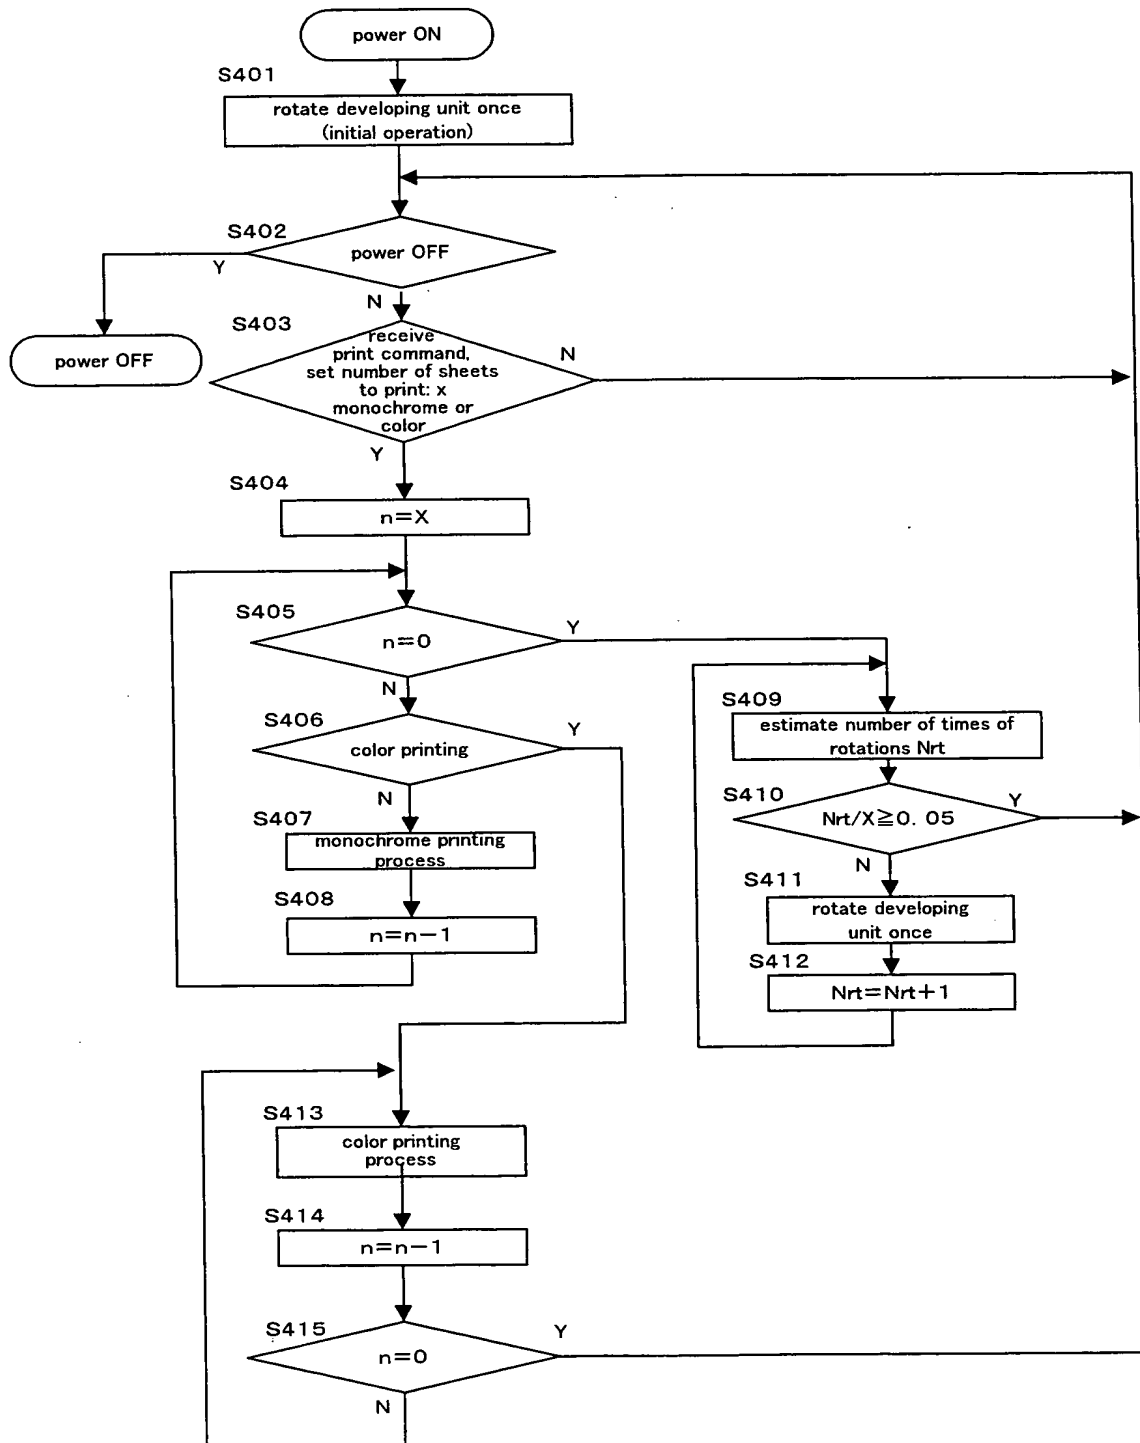 power ON
S401
rotate developing unit once
(initial operation)
S402
power OFF
Y
N
power OFF
S403
receive
print command,
set number of sheets
to print: x
monochrome or
color
N
Y
S404
n=X
S405
n=0
Y
N
S406
color printing
Y
N
S407
monochrome printing
process
S408
n=n-1
S409
estimate number of times of
rotations Nrt
S410
Nrt/X≧0. 05
Y
N
S411
rotate developing
unit once
S412
Nrt=Nrt+1
S413
color printing
process
S414
n=n-1
S415
n=0
Y
N